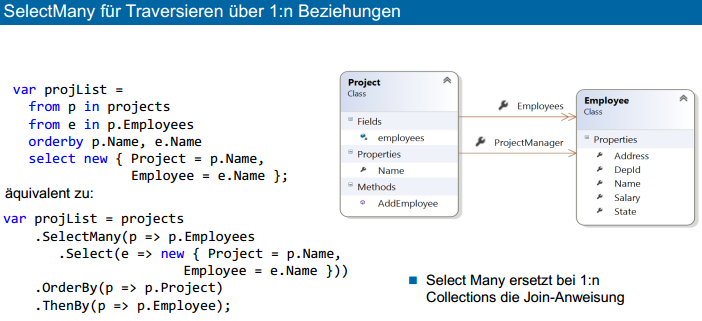 SelectMany für Traversieren über 1:n Beziehungen
var projList =
from p in projects
from e in p.Employees
orderby p.Name, e.Name
select new { Project = p.Name,
Employee = e.Name };
äquivalent zu:
var projList = projects
.SelectMany(p => p.Employees
.Select(e => new { Project = p.Name,
Employee = e.Name }))
.OrderBy(p => p.Project)
.ThenBy(p => p.Employee);
Project
Class
Fields
employees
Properties
Name
Methods
AddEmployee
Employees
ProjectManager
Employee
Class
Properties
Address
DepId
Name
Salary
State
Select Many ersetzt bei 1:n
Collections die Join-Anweisung